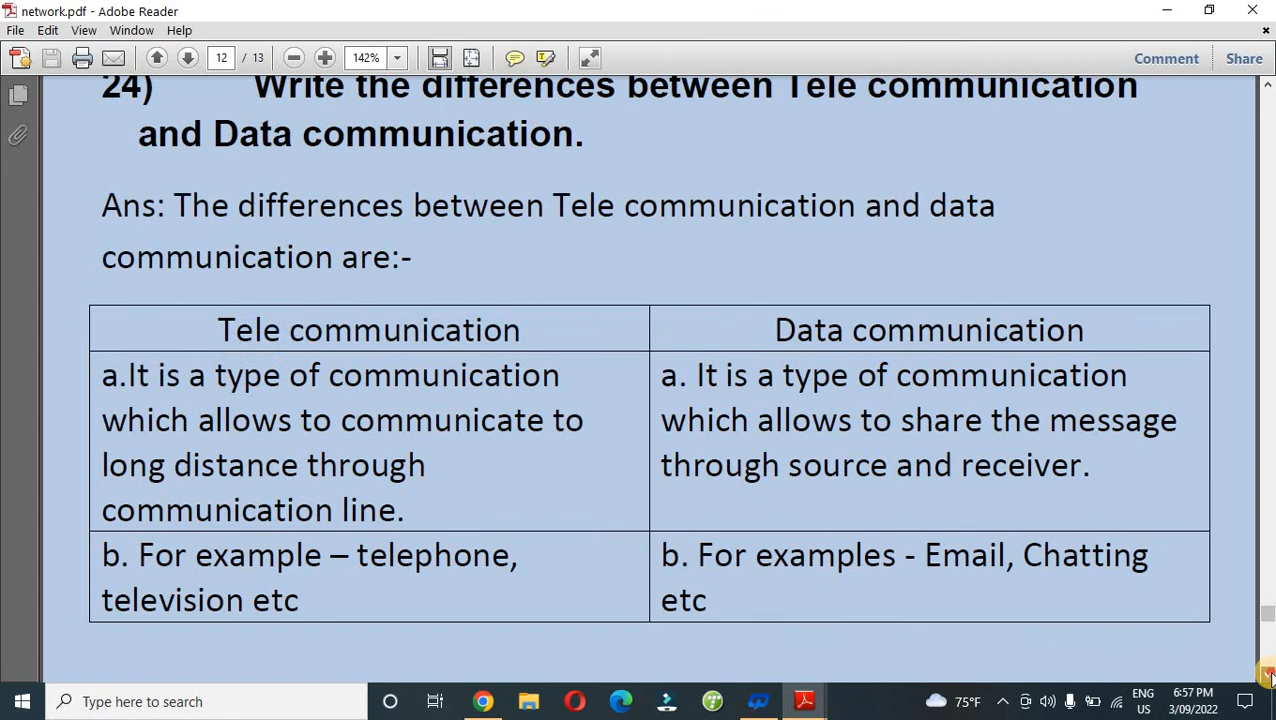 network.pdf - Adobe Reader
File Edit View Window Help
12 / 13 142% Comment Share
24) Write the differences between Tele communication
and Data communication.
Ans: The differences between Tele communication and data
communication are:-
Tele communication
Data communication
a.It is a type of communication
which allows to communicate to
long distance through
communication line.
a. It is a type of communication
which allows to share the message
through source and receiver.
b. For example – telephone,
television etc
b. For examples - Email, Chatting
etc
Type here to search
75°F
ENG
US
6:57 PM
3/09/2022